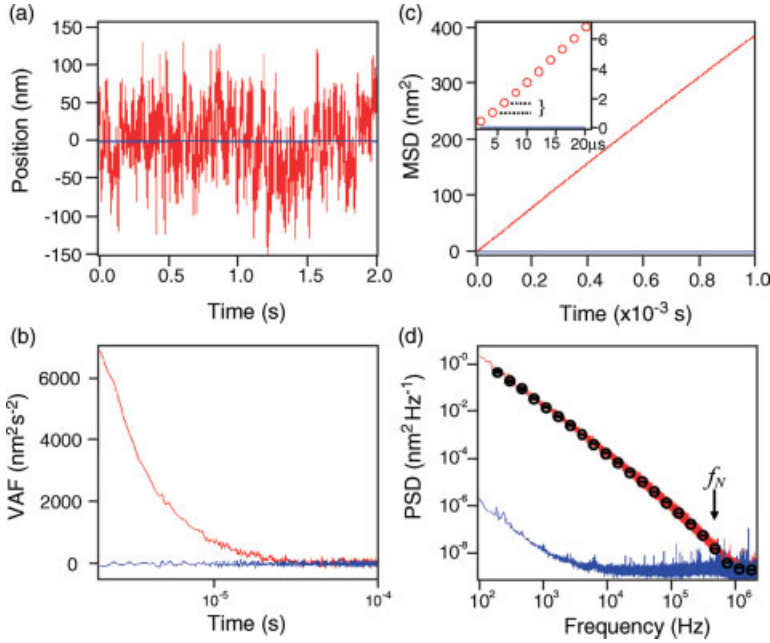 (a)
150
100
50
0
-50
-100
-150
Position (nm)
0.0 0.5 1.0 1.5 2.0
Time (s)
(c)
400
300
200
100
0
MSD (nm²)
6
4
2
0
5 10 15 20μs
}
0.0 0.2 0.4 0.6 0.8 1.0
Time (x10⁻³ s)
(b)
6000
4000
2000
0
VAF (nm²s⁻²)
10⁻⁵ 10⁻⁴
Time (s)
(d)
10⁻⁰
10⁻²
10⁻⁴
10⁻⁶
10⁻⁸
PSD (nm² Hz⁻¹)
f_N
10² 10³ 10⁴ 10⁵ 10⁶
Frequency (Hz)